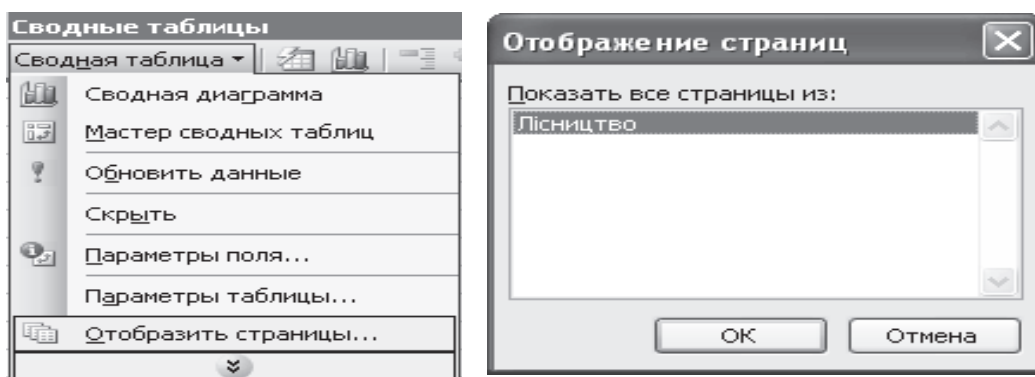 Сводные таблицы
Сводная таблица
Сводная диаграмма
Мастер сводных таблиц
Обновить данные
Скрыть
Параметры поля...
Параметры таблицы...
Отобразить страницы...
Отображение страниц
Показать все страницы из:
Лісництво
ОК
Отмена